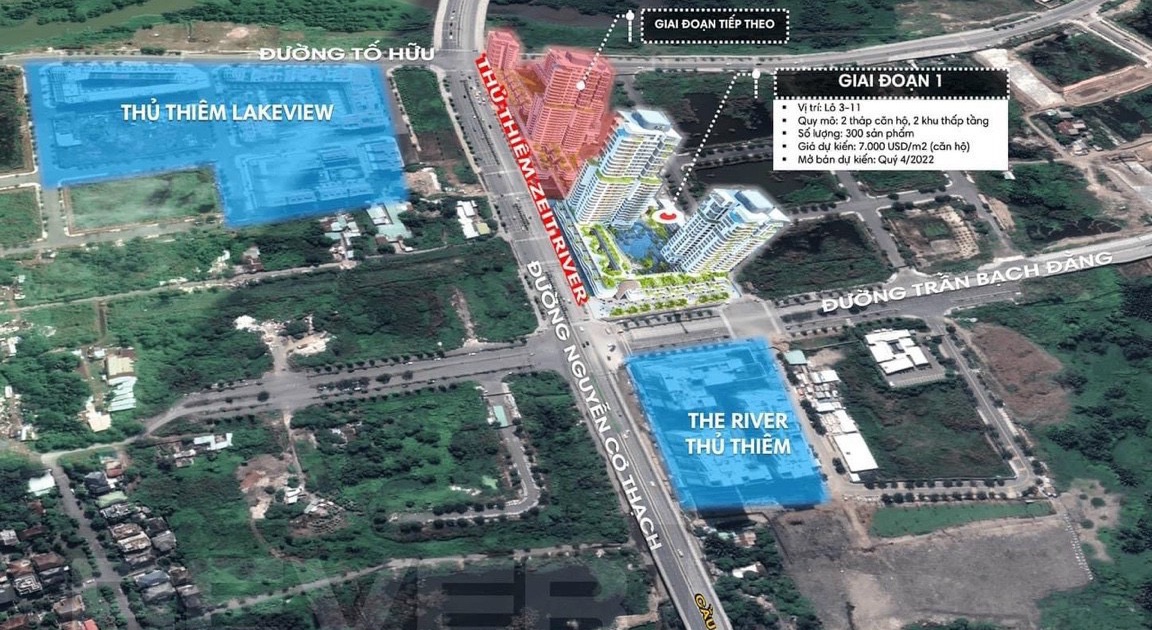 GIAI ĐOẠN TIẾP THEO
ĐƯỜNG TỐ HỮU
GIAI ĐOẠN 1
▪ Vị trí: Lô 3-11
▪ Quy mô: 2 tháp căn hộ, 2 khu thấp tầng
▪ Số lượng: 300 sản phẩm
▪ Giá dự kiến: 7.000 USD/m2 (căn hộ)
▪ Mở bán dự kiến: Quý 4/2022
THỦ THIÊM LAKEVIEW
THỦ THIÊM ZEIT RIVER
ĐƯỜNG TRẦN BẠCH ĐẰNG
ĐƯỜNG NGUYỄN CƠ THẠCH
THE RIVER
THỦ THIÊM
CẦU